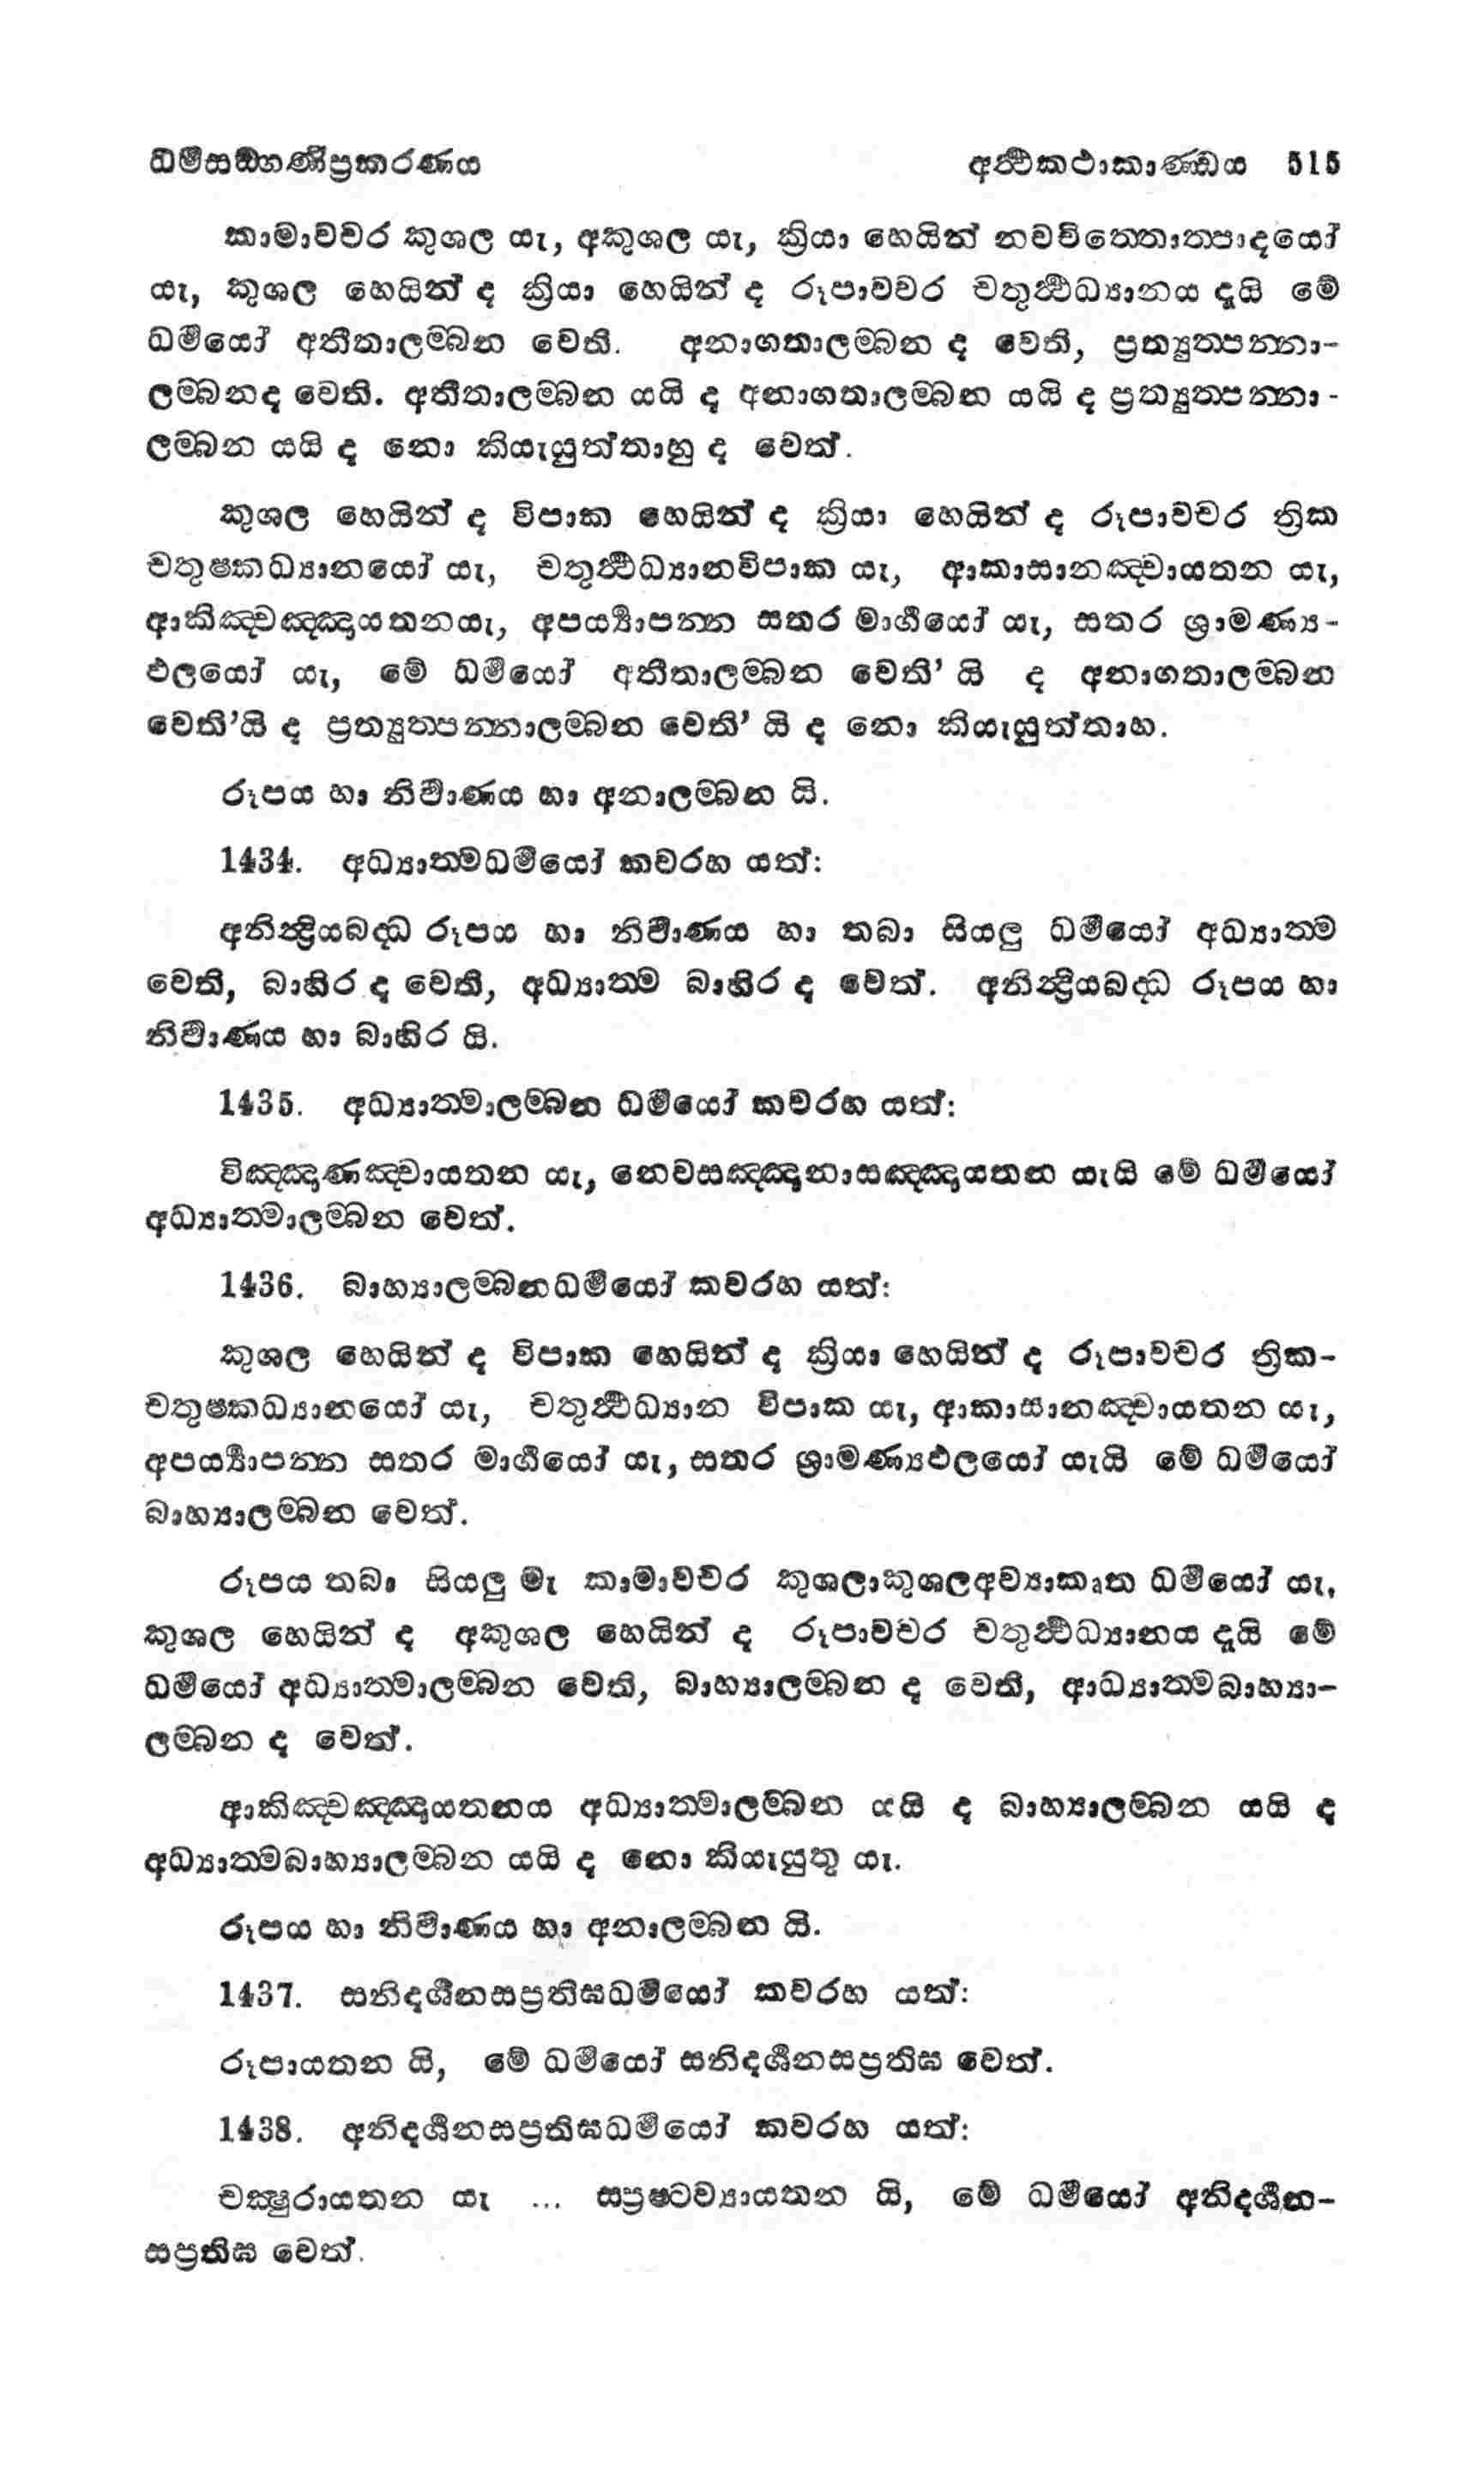 ධර්මසඞ්ගණිප්‍රකරණය අර්ත්‍ථකථාකාණ්ඩය 515
කාමාවචර කුශල යැ, අකුශල යැ, ක්‍රියා හෙයින් නවචිත්තොත්පාදයෝ
යැ, කුශල හෙයින් ද ක්‍රියා හෙයින් ද රූපාවචර චතුර්ත්‍ථධ්‍යානය දැයි මේ
ධර්මයෝ අතීතාලම්බන වෙති. අනාගතාලම්බන ද වෙති, ප්‍රත්‍යුත්පන්නා-
ලම්බනද වෙති. අතීතාලම්බන යයි ද අනාගතාලම්බන යයි ද ප්‍රත්‍යුත්පන්නා-
ලම්බන යයි ද නො කියැයුත්තාහු ද වෙත්.
කුශල හෙයින් ද විපාක හෙයින් ද ක්‍රියා හෙයින් ද රූපාවචර ත්‍රික
චතුෂ්කධ්‍යානයෝ යැ, චතුර්ත්‍ථධ්‍යානවිපාක යැ, ආකාසානඤ්චායතන යැ,
ආකිඤ්චඤ්ඤායතනයැ, අපර්‍ය්‍යාපන්න සතර මාර්ගයෝ යැ, සතර ශ්‍රාමණ්‍ය-
ඵලයෝ යැ, මේ ධර්මයෝ අතීතාලම්බන වෙති’ යි ද අනාගතාලම්බන
වෙති’යි ද ප්‍රත්‍යුත්පන්නාලම්බන වෙති’ යි ද නො කියැයුත්තාහ.
රූපය හා නිර්වාණය හා අනාලම්බන යි.
1434. අධ්‍යාත්මධර්මයෝ කවරහ යත්:
අනින්ද්‍රියබද්ධ රූපය හා නිර්වාණය හා තබා සියලු ධර්මයෝ අධ්‍යාත්ම
වෙති, බාහිර ද වෙති, අධ්‍යාත්ම බාහිර ද වෙත්. අනින්ද්‍රියබද්ධ රූපය හා
නිර්වාණය හා බාහිර යි.
1435. අධ්‍යාත්මාලම්බන ධර්මයෝ කවරහ යත්:
විඤ්ඤාණඤ්චායතන යැ, නෙවසඤ්ඤානාසඤ්ඤායතන යැයි මේ ධර්මයෝ
අධ්‍යාත්මාලම්බන වෙත්.
1436. බාහ්‍යාලම්බනධර්මයෝ කවරහ යත්:
කුශල හෙයින් ද විපාක හෙයින් ද ක්‍රියා හෙයින් ද රූපාවචර ත්‍රික-
චතුෂ්කධ්‍යානයෝ යැ, චතුර්ත්‍ථධ්‍යාන විපාක යැ, ආකාසානඤ්චායතන යැ,
අපර්‍ය්‍යාපන්න සතර මාර්ගයෝ යැ, සතර ශ්‍රාමණ්‍යඵලයෝ යැයි මේ ධර්මයෝ
බාහ්‍යාලම්බන වෙත්.
රූපය තබා සියලු මැ කාමාවචර කුශලාකුශලඅව්‍යාකෘත ධර්මයෝ යැ,
කුශල හෙයින් ද අකුශල හෙයින් ද රූපාවචර චතුර්ත්‍ථධ්‍යානය දැයි මේ
ධර්මයෝ අධ්‍යාත්මාලම්බන වෙති, බාහ්‍යාලම්බන ද වෙති, ආධ්‍යාත්මබාහ්‍යා-
ලම්බන ද වෙත්.
ආකිඤ්චඤ්ඤායතනය අධ්‍යාත්මාලම්බන යයි ද බාහ්‍යාලම්බන යයි ද
අධ්‍යාත්මබාහ්‍යාලම්බන යයි ද නො කියැයුතු යැ.
රූපය හා නිර්වාණය හා අනාලම්බන යි.
1437. සනිදර්ශනසප්‍රතිඝධර්මයෝ කවරහ යත්:
රූපායතන යි, මේ ධර්මයෝ සනිදර්ශනසප්‍රතිඝ වෙත්.
1438. අනිදර්ශනසප්‍රතිඝධර්මයෝ කවරහ යත්:
චක්‍ෂුරායතන යැ ... ස්ප්‍රෂ්ටව්‍යායතන යි, මේ ධර්මයෝ අනිදර්ශන-
සප්‍රතිඝ වෙත්.